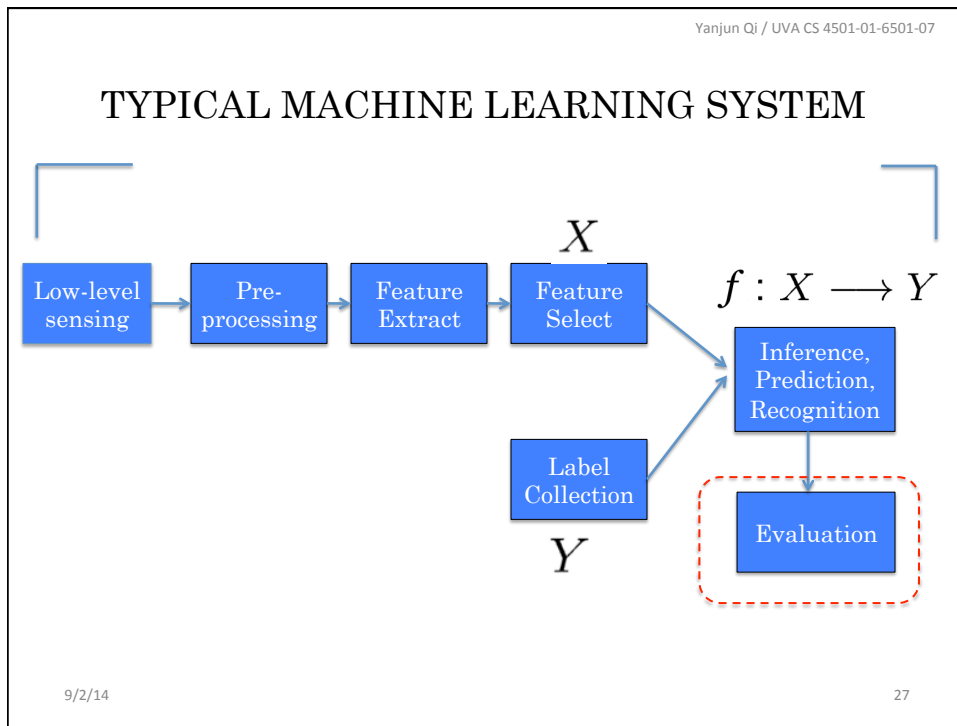 Yanjun Qi / UVA CS 4501-01-6501-07
TYPICAL MACHINE LEARNING SYSTEM
X
Low-level
sensing
Pre-
processing
Feature
Extract
Feature
Select
f : X ⟶ Y
Inference,
Prediction,
Recognition
Label
Collection
Y
Evaluation
9/2/14
27